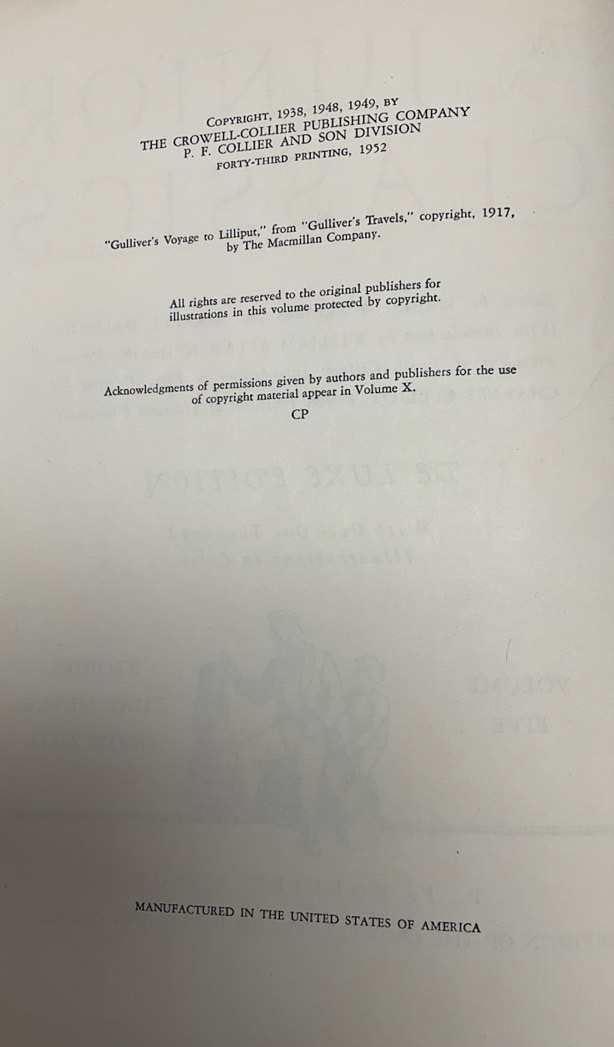 COPYRIGHT, 1938, 1948, 1949, BY
THE CROWELL-COLLIER PUBLISHING COMPANY
P. F. COLLIER AND SON DIVISION
FORTY-THIRD PRINTING, 1952
"Gulliver's Voyage to Lilliput," from "Gulliver's Travels," copyright, 1917,
by The Macmillan Company.
All rights are reserved to the original publishers for
illustrations in this volume protected by copyright.
Acknowledgments of permissions given by authors and publishers for the use
of copyright material appear in Volume X.
CP
MANUFACTURED IN THE UNITED STATES OF AMERICA